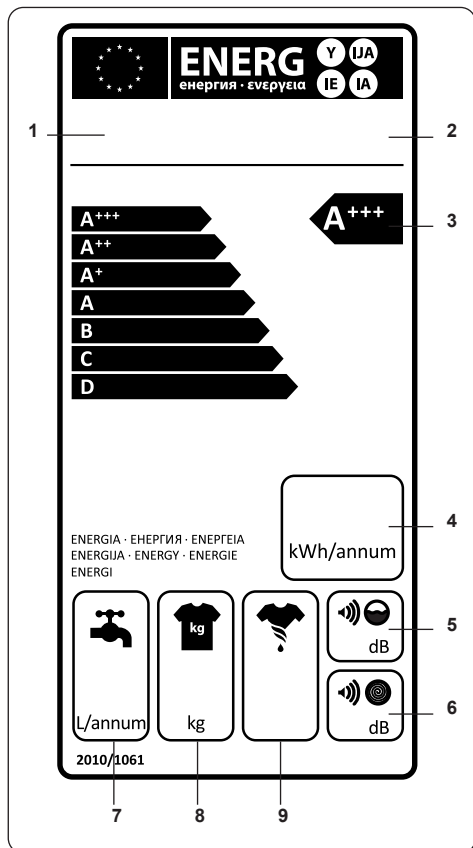 ENERG
Y IJA
IE IA
енергия · ενεργεια
1
2
A+++
3
A+++
A++
A+
A
B
C
D
4
kWh/annum
ENERGIA · ЕНЕРГИЯ · ΕΝΕΡΓΕΙΑ
ENERGIJA · ENERGY · ENERGIE
ENERGI
kg
5
dB
6
dB
L/annum
kg
2010/1061
7 8 9